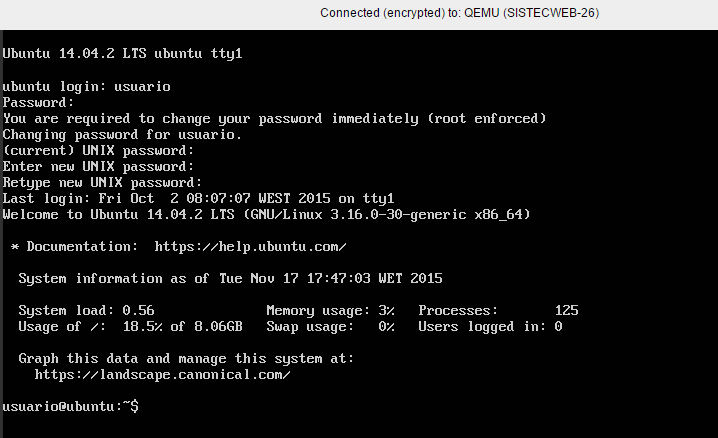 Connected (encrypted) to: QEMU (SISTECWEB-26)
Ubuntu 14.04.2 LTS ubuntu tty1
ubuntu login: usuario
Password:
You are required to change your password immediately (root enforced)
Changing password for usuario.
(current) UNIX password:
Enter new UNIX password:
Retype new UNIX password:
Last login: Fri Oct  2 08:07:07 WEST 2015 on tty1
Welcome to Ubuntu 14.04.2 LTS (GNU/Linux 3.16.0-30-generic x86_64)
* Documentation:  https://help.ubuntu.com/
System information as of Tue Nov 17 17:47:03 WET 2015
System load: 0.56              Memory usage: 3%   Processes:       125
Usage of /:  18.5% of 8.06GB   Swap usage:   0%   Users logged in: 0
Graph this data and manage this system at:
https://landscape.canonical.com/
usuario@ubuntu:~$